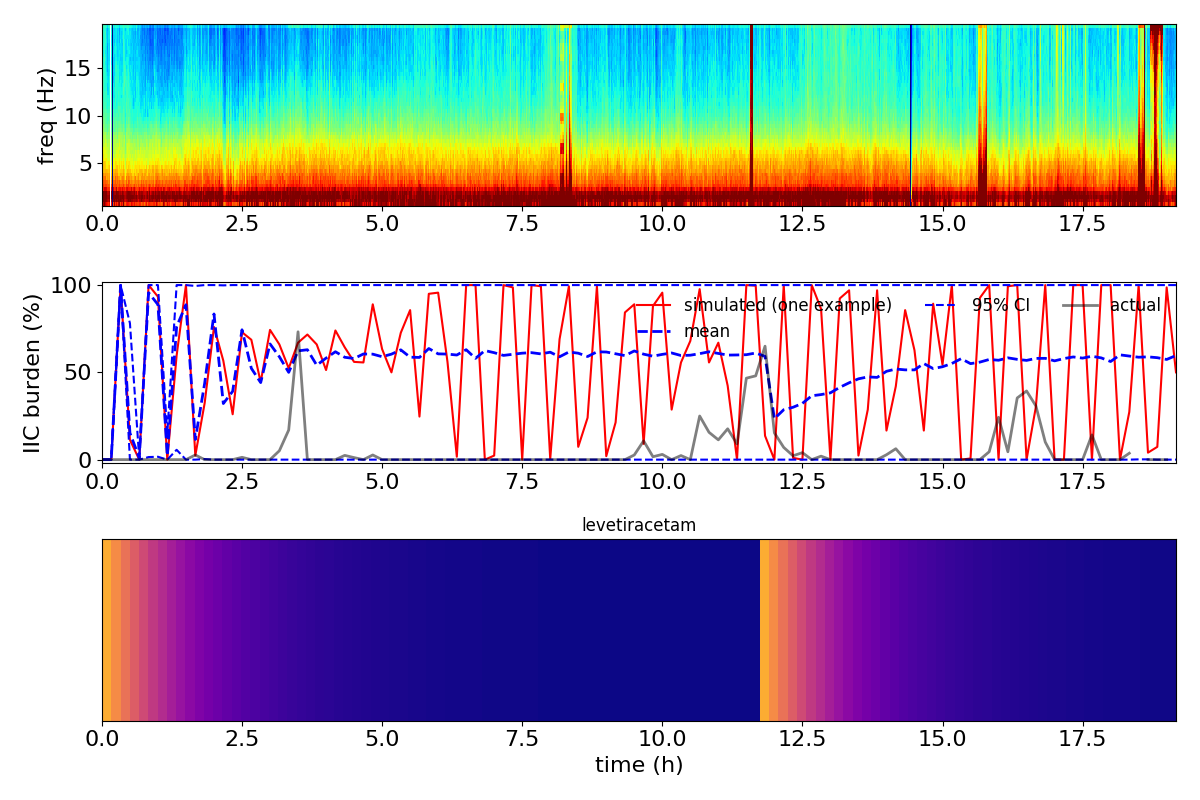 freq (Hz)
15
10
5
0.0 2.5 5.0 7.5 10.0 12.5 15.0 17.5
IIC burden (%)
100
50
0
simulated (one example) 95% CI actual
mean
0.0 2.5 5.0 7.5 10.0 12.5 15.0 17.5
levetiracetam
0.0 2.5 5.0 7.5 10.0 12.5 15.0 17.5
time (h)